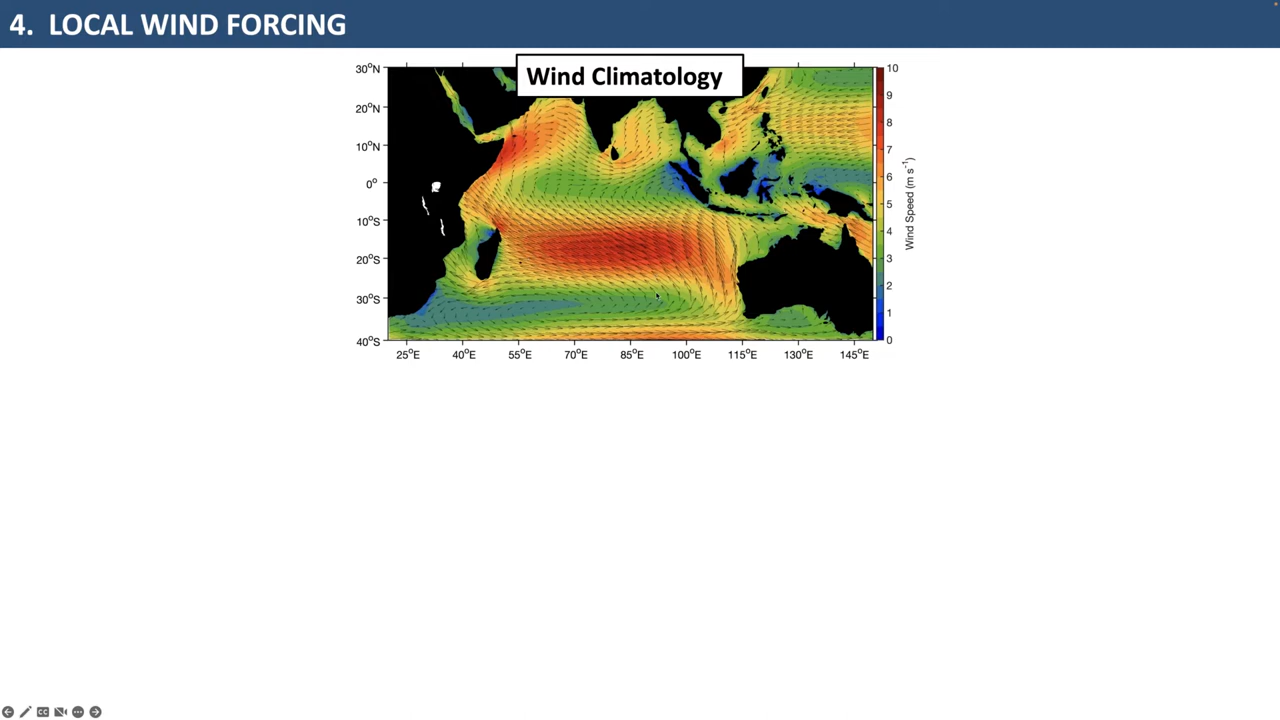 4. LOCAL WIND FORCING
Wind Climatology
30°N
20°N
10°N
0°
10°S
20°S
30°S
40°S
25°E 40°E 55°E 70°E 85°E 100°E 115°E 130°E 145°E
10
9
8
7
6
5
4
3
2
1
0
Wind Speed (m s⁻¹)
CC